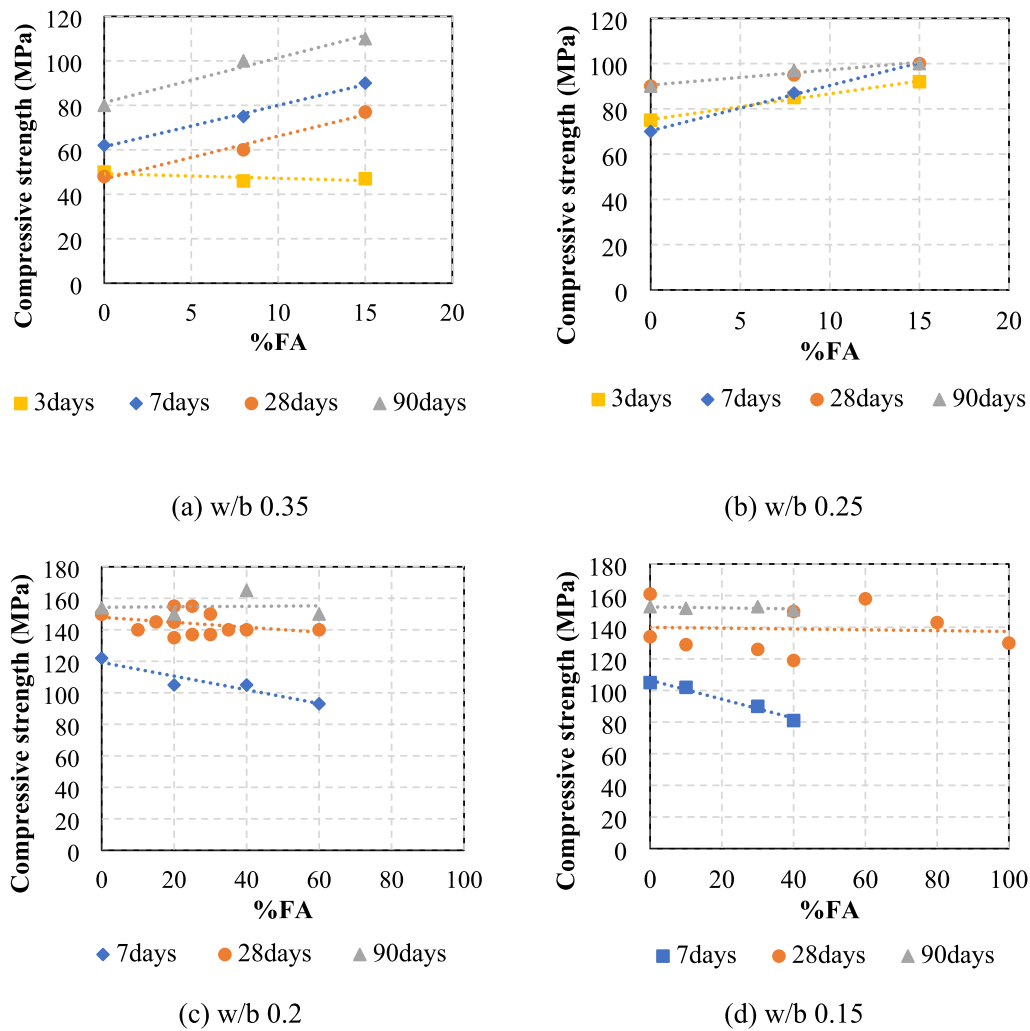 Compressive strength (MPa)
120
100
80
60
40
20
0
0 5 10 15 20
%FA
3days 7days 28days 90days
(a) w/b 0.35
Compressive strength (MPa)
120
100
80
60
40
20
0
0 5 10 15 20
%FA
3days 7days 28days 90days
(b) w/b 0.25
Compressive strength (MPa)
180
160
140
120
100
80
60
40
20
0
0 20 40 60 80 100
%FA
7days 28days 90days
(c) w/b 0.2
Compressive strength (MPa)
180
160
140
120
100
80
60
40
20
0
0 20 40 60 80 100
%FA
7days 28days 90days
(d) w/b 0.15